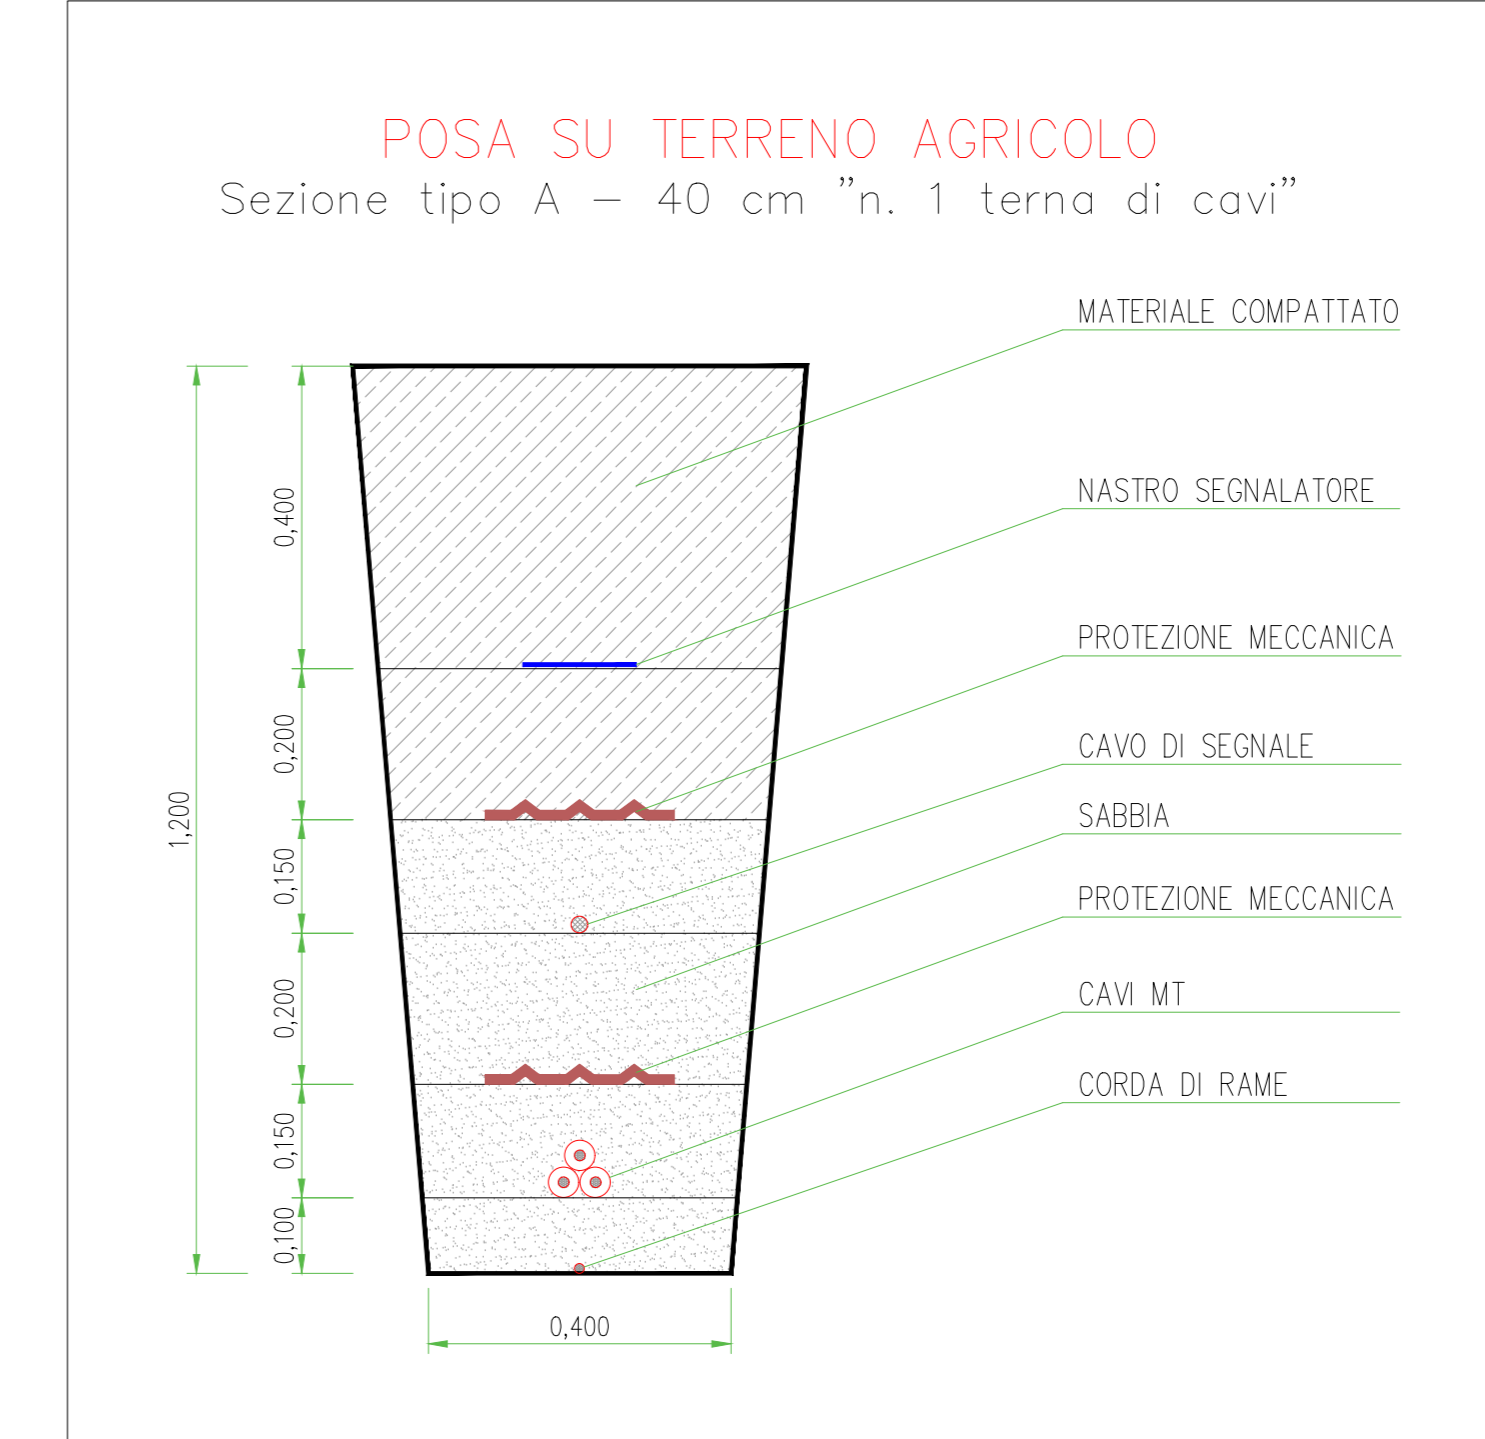 POSA SU TERRENO AGRICOLO
Sezione tipo A – 40 cm "n. 1 terna di cavi"
MATERIALE COMPATTATO
NASTRO SEGNALATORE
PROTEZIONE MECCANICA
CAVO DI SEGNALE
SABBIA
PROTEZIONE MECCANICA
CAVI MT
CORDA DI RAME
1,200
0,400
0,200
0,150
0,200
0,150
0,100
0,400